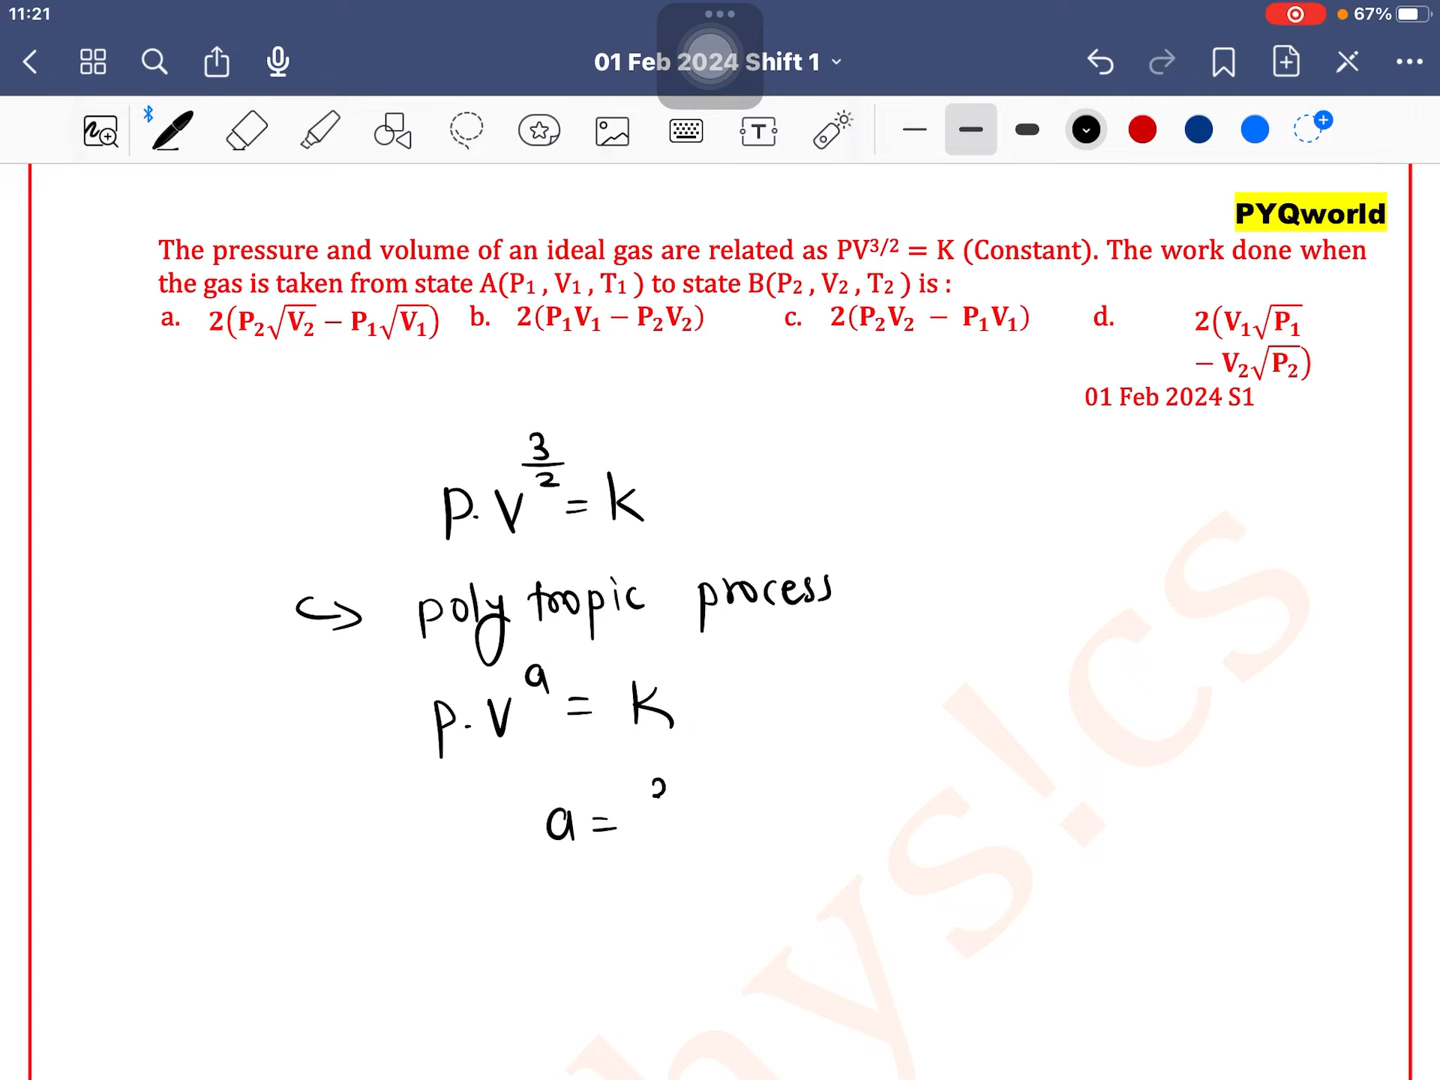 11:21
67%
01 Feb 2024 Shift 1
T
PYQworld
The pressure and volume of an ideal gas are related as PV³/² = K (Constant). The work done when
the gas is taken from state A(P₁, V₁, T₁) to state B(P₂, V₂, T₂) is :
a. 2(P₂√V₂ − P₁√V₁) b. 2(P₁V₁ − P₂V₂) c. 2(P₂V₂ − P₁V₁) d. 2(V₁√P₁
− V₂√P₂)
01 Feb 2024 S1
P.V^3/2 = K
↪ polytropic process
P.V^a = K
a =
hys!cs